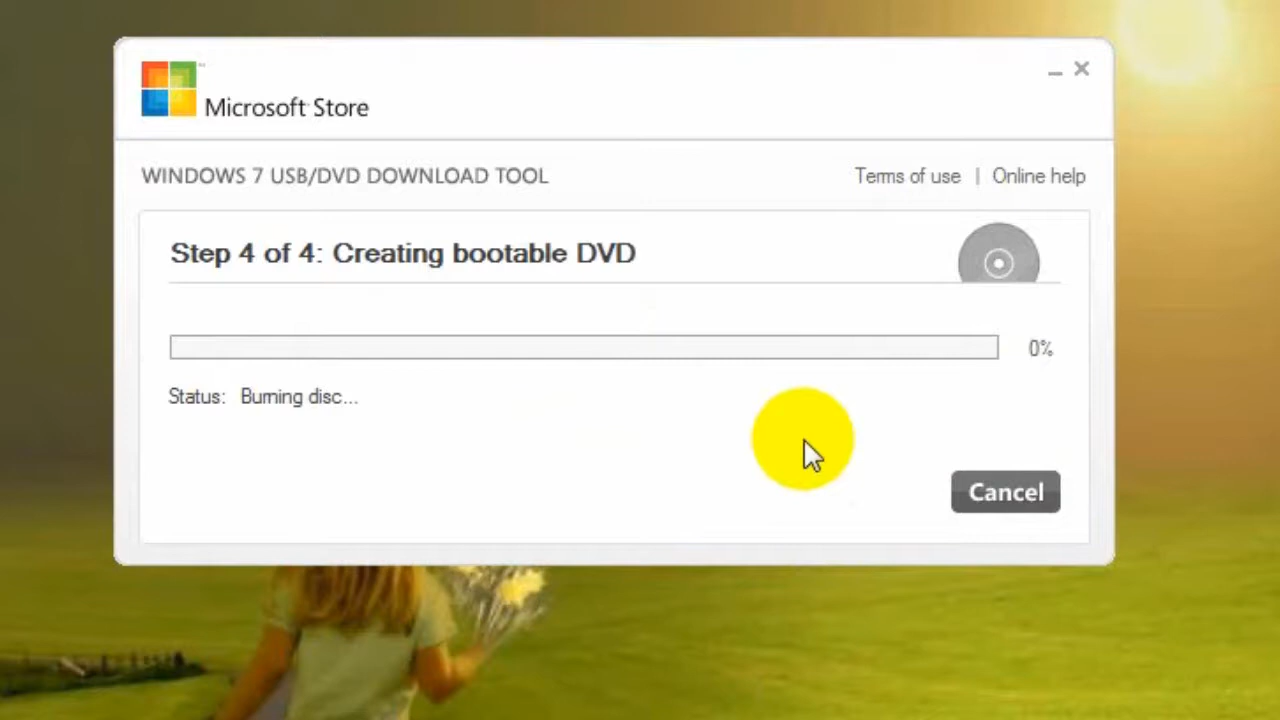 Microsoft Store
WINDOWS 7 USB/DVD DOWNLOAD TOOL
Terms of use | Online help
Step 4 of 4: Creating bootable DVD
0%
Status: Burning disc...
Cancel